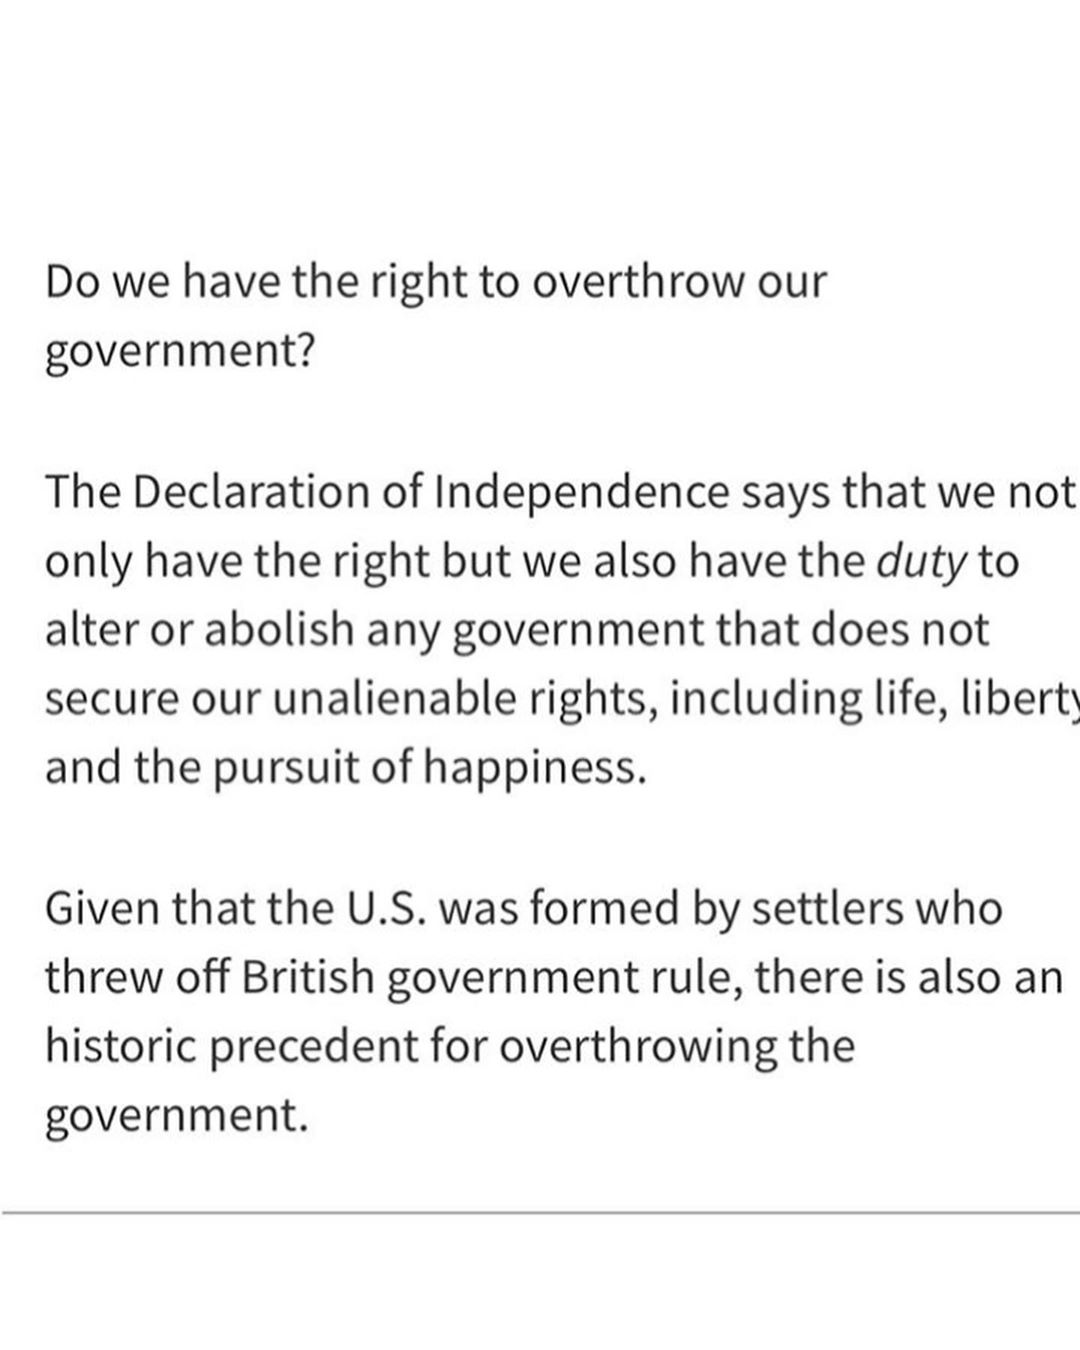 Do we have the right to overthrow our
government?
The Declaration of Independence says that we not
only have the right but we also have the duty to
alter or abolish any government that does not
secure our unalienable rights, including life, liberty
and the pursuit of happiness.
Given that the U.S. was formed by settlers who
threw off British government rule, there is also an
historic precedent for overthrowing the
government.